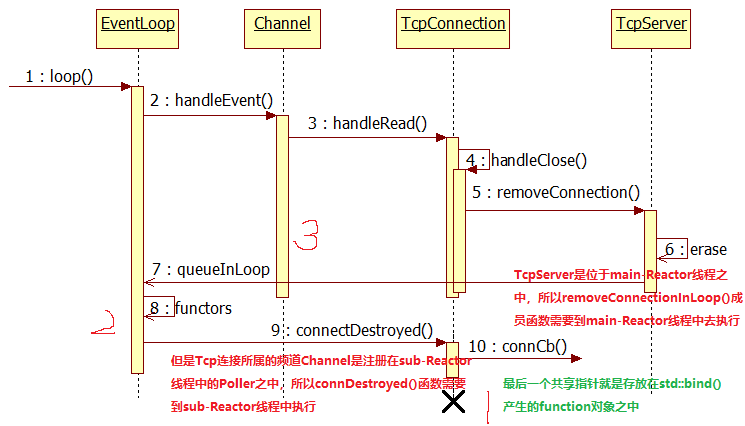 EventLoop
Channel
TcpConnection
TcpServer
1 : loop()
2 : handleEvent()
3 : handleRead()
4 : handleClose()
5 : removeConnection()
3
6 : erase
7 : queueInLoop
TcpServer是位于main-Reactor线程之
中，所以removeConnectionInLoop()成
员函数需要到main-Reactor线程中去执行
2
8 : functors
9 : connectDestroyed()
10 : connCb()
但是Tcp连接所属的频道Channel是注册在sub-Reactor
线程中的Poller之中，所以connDestroyed()函数需要
到sub-Reactor线程中执行
1
最后一个共享指针就是存放在std::bind()
产生的function对象之中